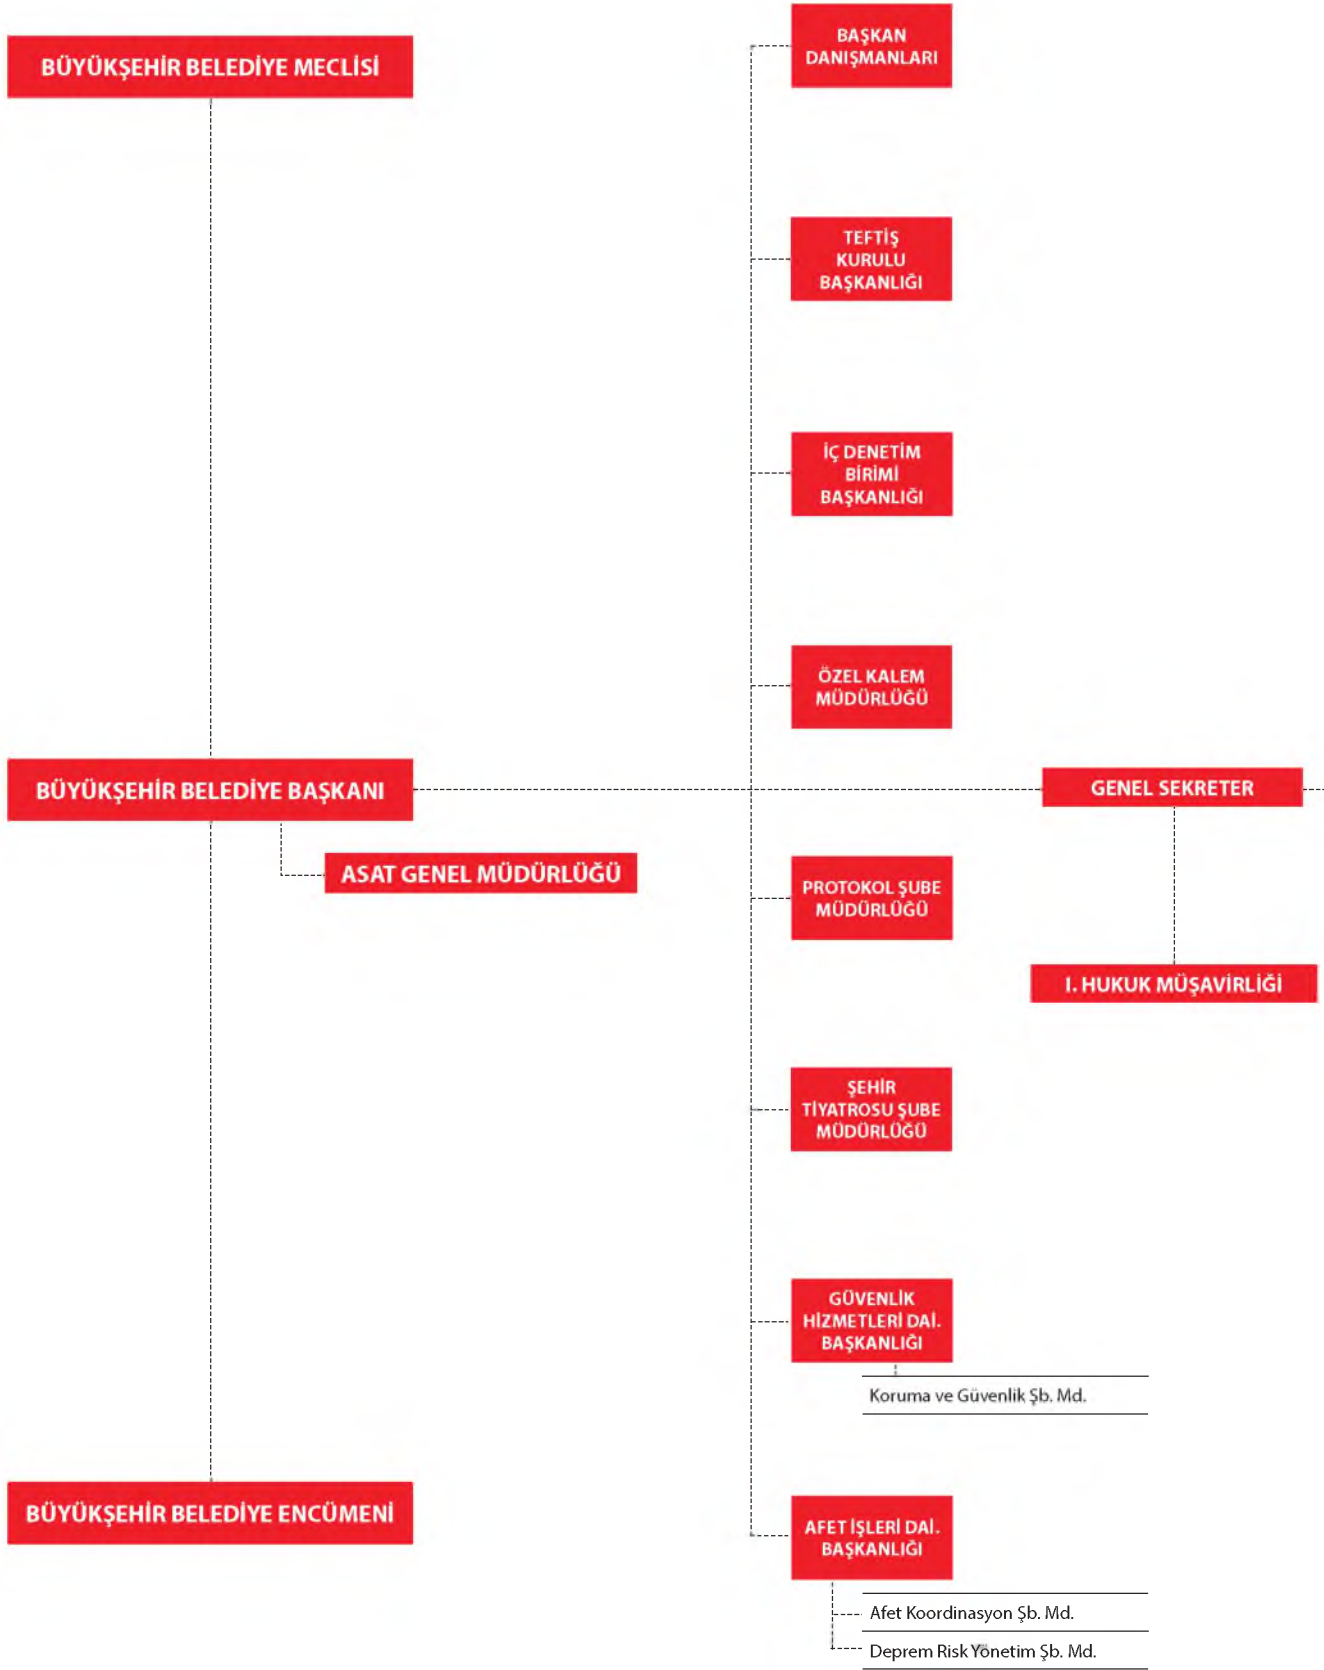 BÜYÜKŞEHİR BELEDİYE MECLİSİ
BAŞKAN
DANIŞMANLARI
TEFTİŞ
KURULU
BAŞKANLIĞI
İÇ DENETİM
BİRİMİ
BAŞKANLIĞI
ÖZEL KALEM
MÜDÜRLÜĞÜ
BÜYÜKŞEHİR BELEDİYE BAŞKANI
GENEL SEKRETER
ASAT GENEL MÜDÜRLÜĞÜ
PROTOKOL ŞUBE
MÜDÜRLÜĞÜ
I. HUKUK MÜŞAVİRLİĞİ
ŞEHİR
TİYATROSU ŞUBE
MÜDÜRLÜĞÜ
GÜVENLİK
HİZMETLERİ DAİ.
BAŞKANLIĞI
Koruma ve Güvenlik Şb. Md.
BÜYÜKŞEHİR BELEDİYE ENCÜMENİ
AFET İŞLERİ DAİ.
BAŞKANLIĞI
Afet Koordinasyon Şb. Md.
Deprem Risk Yönetim Şb. Md.